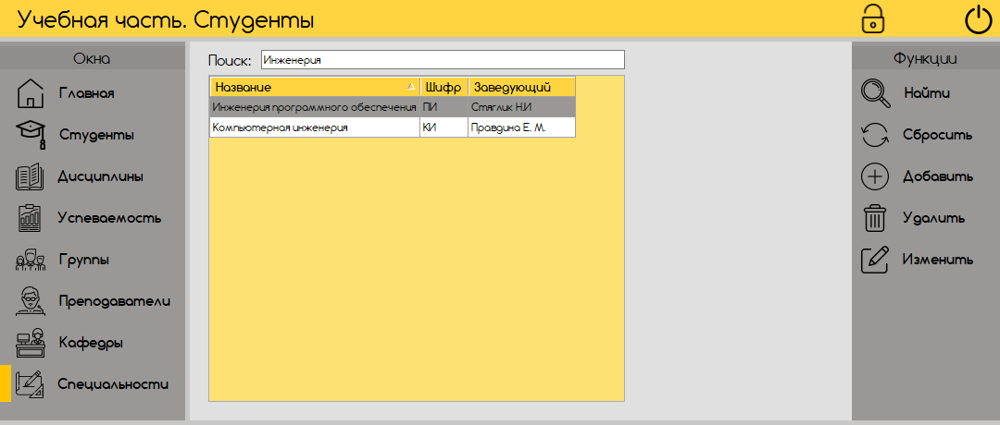 Учебная часть. Студенты
Окна
Главная
Студенты
Дисциплины
Успеваемость
Группы
Преподаватели
Кафедры
Специальности
Поиск: Инженерия
Название Шифр Заведующий
Инженерия программного обеспечения ПИ Стяглик Н.И
Компьютерная инженерия КИ Правдина Е. М.
Функции
Найти
Сбросить
Добавить
Удалить
Изменить